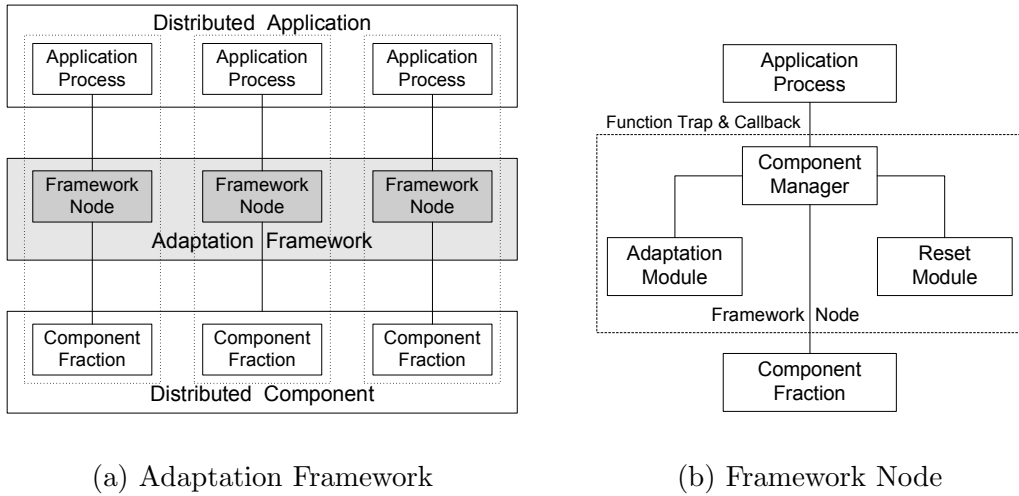 Distributed Application
Application Process
Application Process
Application Process
Framework Node
Framework Node
Framework Node
Adaptation Framework
Component Fraction
Component Fraction
Component Fraction
Distributed Component
(a) Adaptation Framework
Application
Process
Function Trap & Callback
Component
Manager
Adaptation
Module
Reset
Module
Framework Node
Component
Fraction
(b) Framework Node